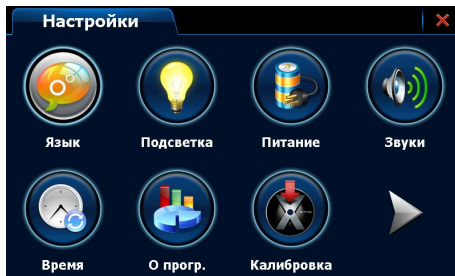 Настройки
Язык
Подсветка
Питание
Звуки
Время
О прогр.
Калибровка